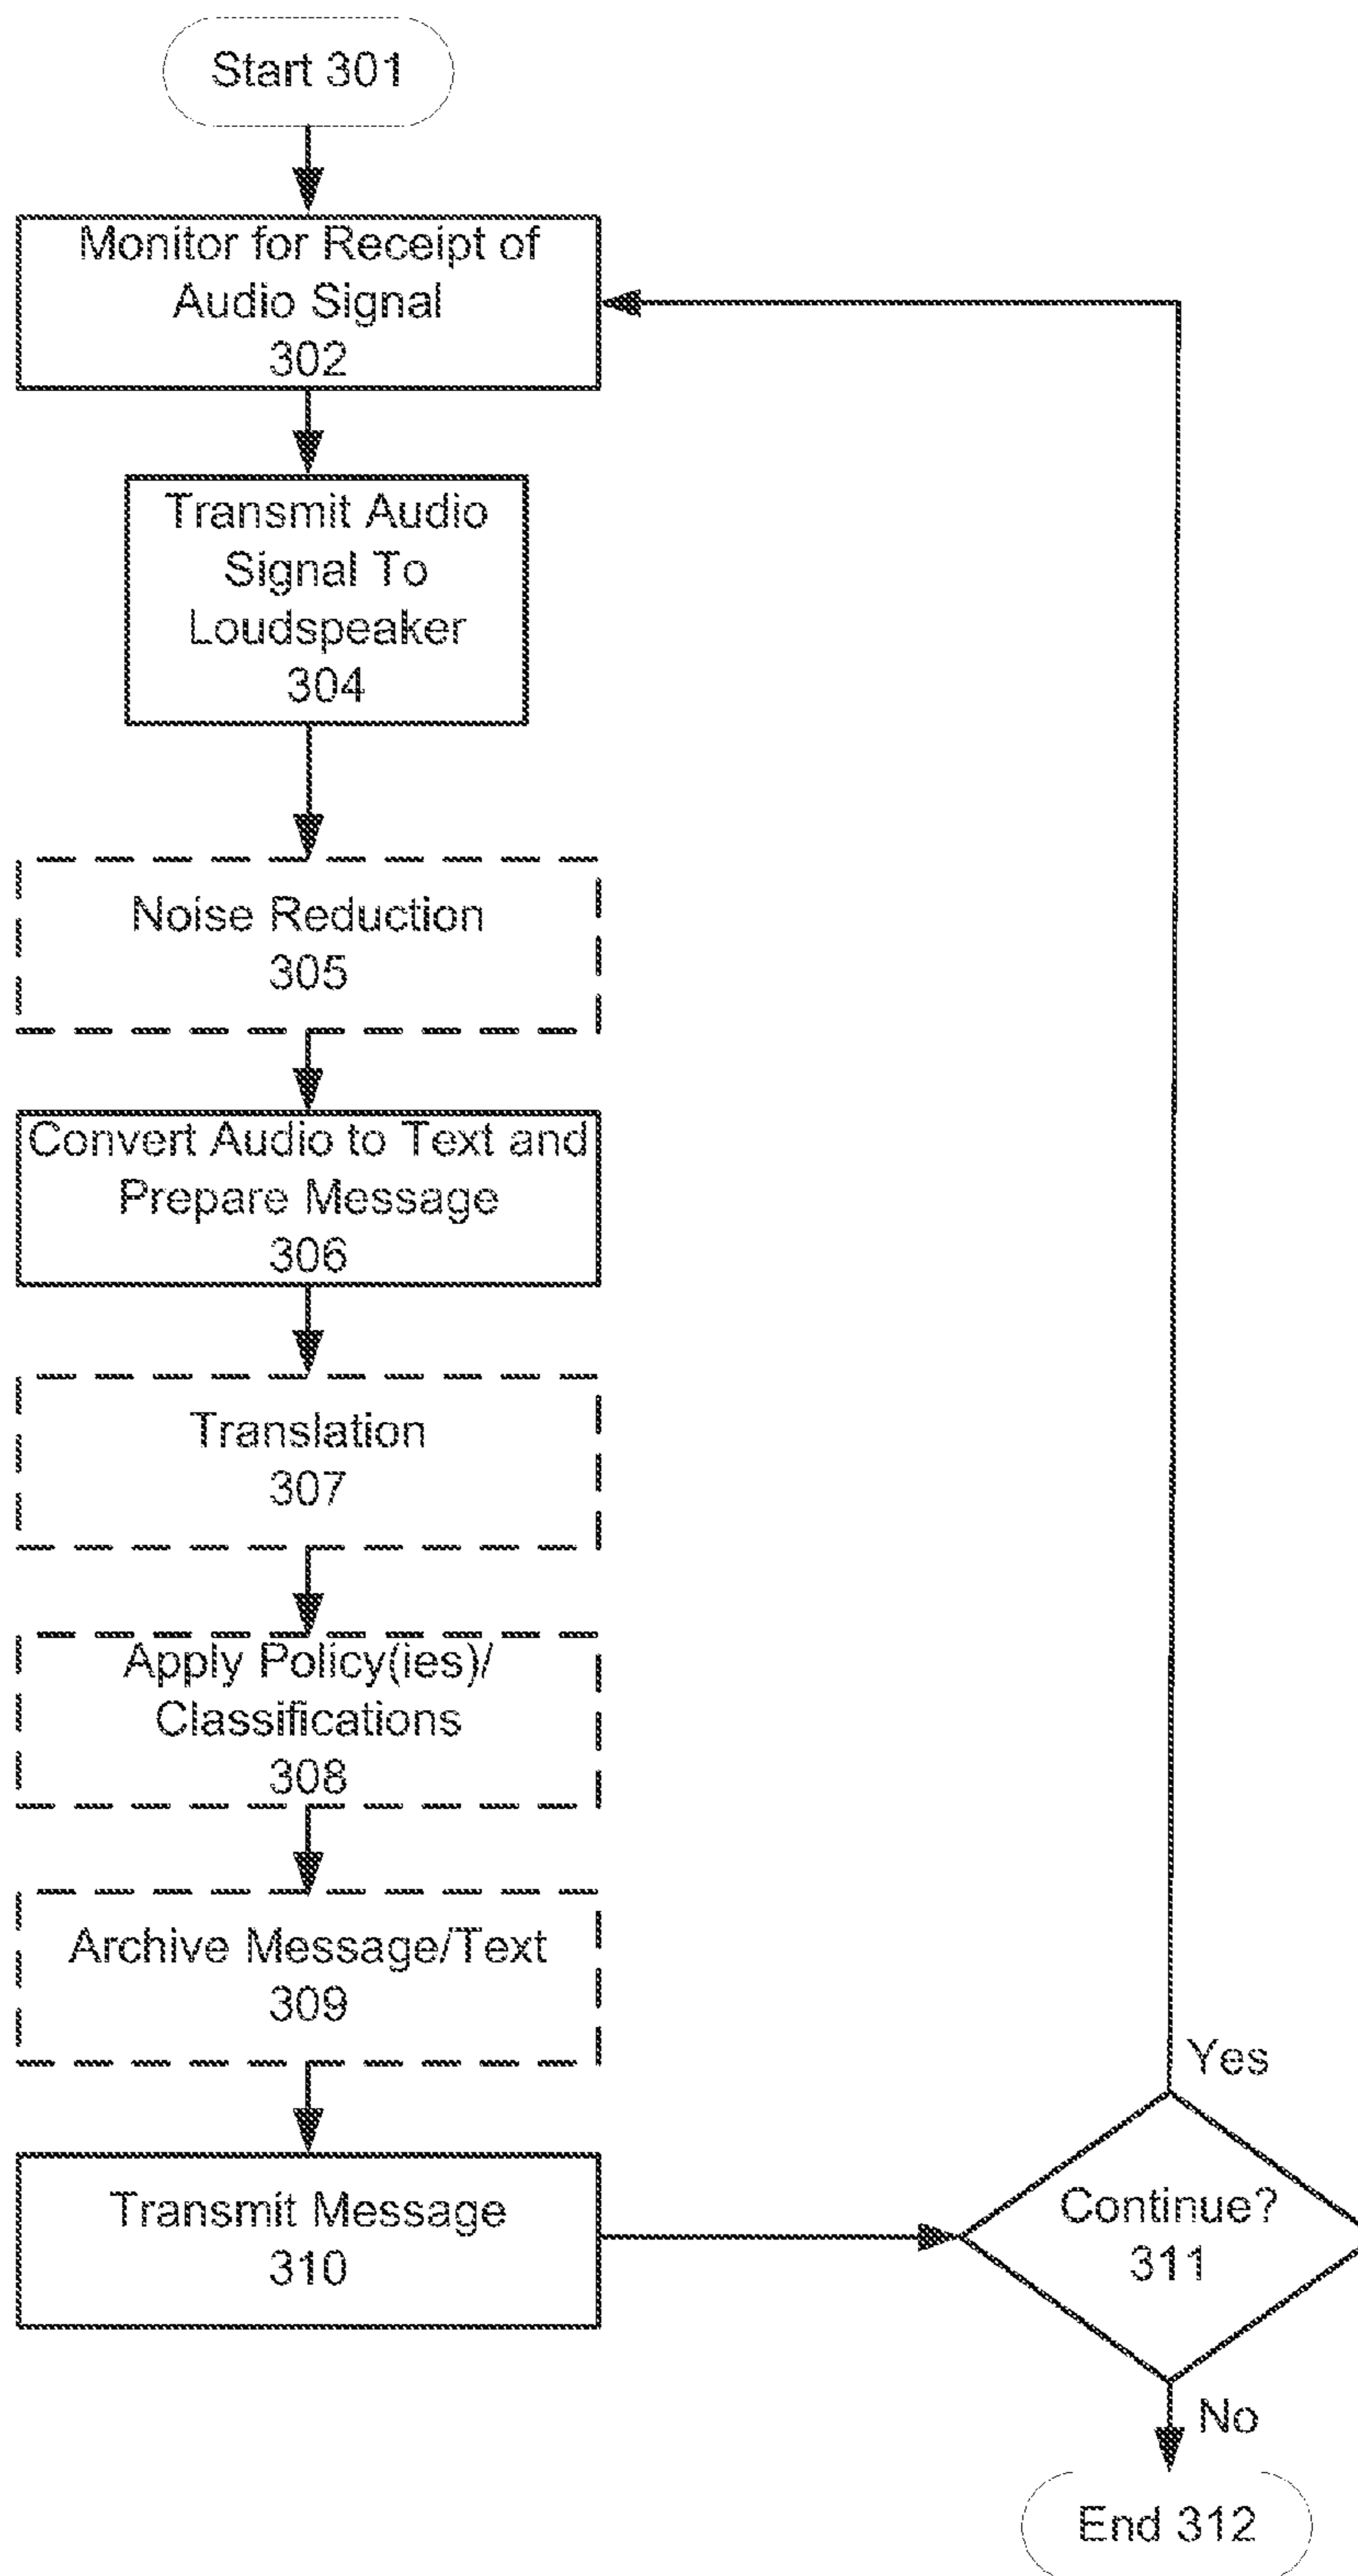 Start 301
Monitor for Receipt of
Audio Signal
302
Transmit Audio
Signal To
Loudspeaker
304
Noise Reduction
305
Convert Audio to Text and
Prepare Message
306
Translation
307
Apply Policy(ies)/
Classifications
308
Archive Message/Text
309
Transmit Message
310
Yes
Continue?
311
No
End 312